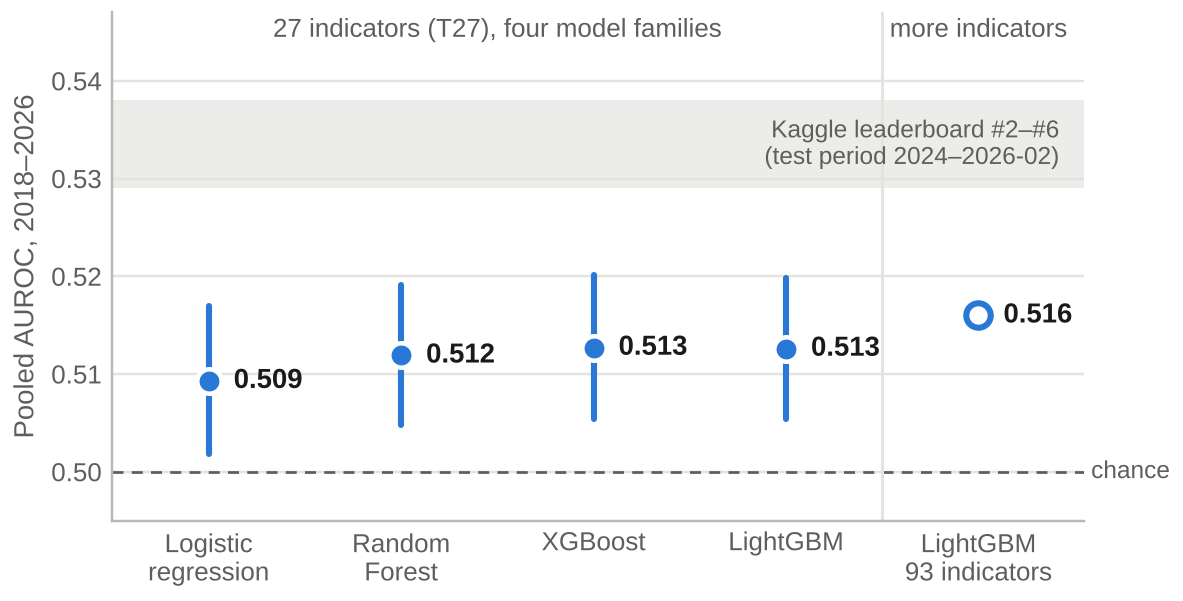 27 indicators (T27), four model families
more indicators
Pooled AUROC, 2018–2026
0.54
0.53
0.52
0.51
0.50
Kaggle leaderboard #2–#6
(test period 2024–2026-02)
0.509
0.512
0.513
0.513
0.516
chance
Logistic
regression
Random
Forest
XGBoost
LightGBM
LightGBM
93 indicators